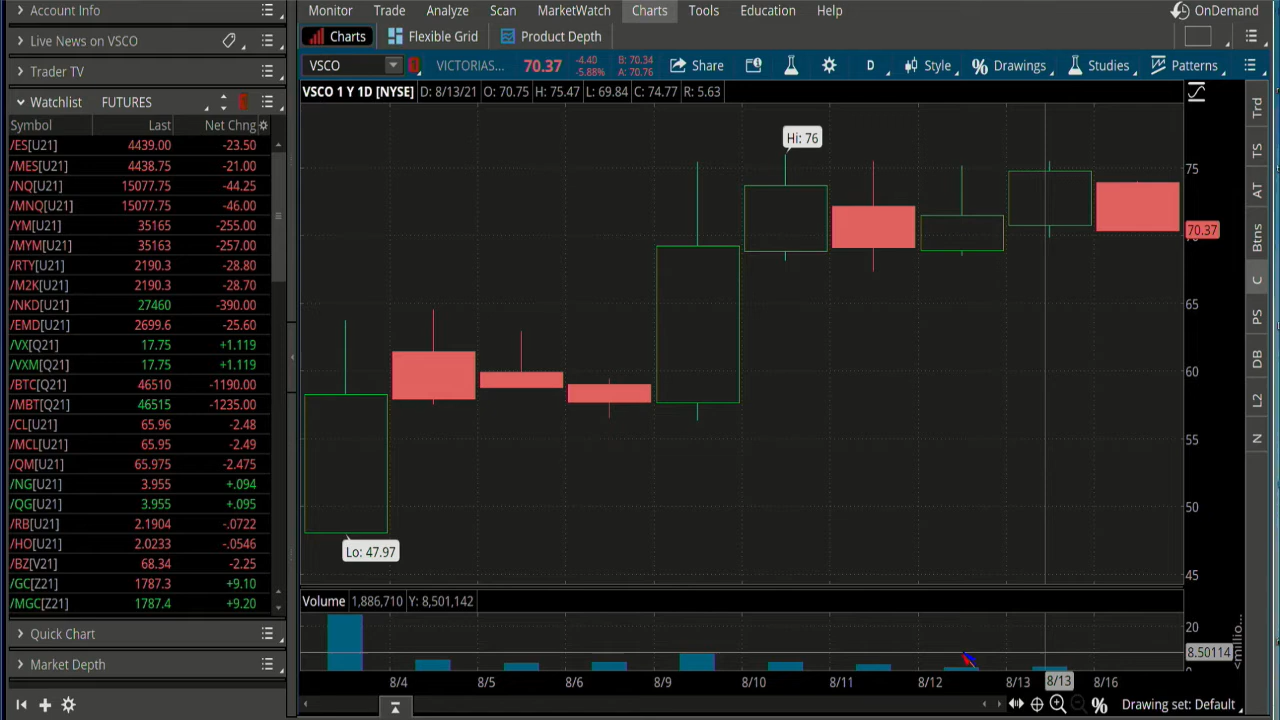 Account Info
Monitor Trade Analyze Scan MarketWatch Charts Tools Education Help OnDemand
Live News on VSCO
Charts Flexible Grid Product Depth
Trader TV
VSCO VICTORIAS... 70.37 -4.40 -5.88% B: 70.34 A: 70.76 Share D Style % Drawings Studies Patterns
Watchlist FUTURES
VSCO 1 Y 1D [NYSE] D: 8/13/21 O: 70.75 H: 75.47 L: 69.84 C: 74.77 R: 5.63
Symbol Last Net Chng
/ES[U21] 4439.00 -23.50
/MES[U21] 4438.75 -21.00
/NQ[U21] 15077.75 -44.25
/MNQ[U21] 15077.75 -46.00
/YM[U21] 35165 -255.00
/MYM[U21] 35163 -257.00
/RTY[U21] 2190.3 -28.80
/M2K[U21] 2190.3 -28.70
/NKD[U21] 27460 -390.00
/EMD[U21] 2699.6 -25.60
/VX[Q21] 17.75 +1.119
/VXM[Q21] 17.75 +1.119
/BTC[Q21] 46510 -1190.00
/MBT[Q21] 46515 -1235.00
/CL[U21] 65.96 -2.48
/MCL[U21] 65.95 -2.49
/QM[U21] 65.975 -2.475
/NG[U21] 3.955 +.094
/QG[U21] 3.955 +.095
/RB[U21] 2.1904 -.0722
/HO[U21] 2.0233 -.0546
/BZ[V21] 68.34 -2.25
/GC[Z21] 1787.3 +9.10
/MGC[Z21] 1787.4 +9.20
Quick Chart
Market Depth
Hi: 76
Lo: 47.97
75
70.37
65
60
55
50
45
Volume 1,886,710 Y: 8,501,142
20
8.50114
0
<millio...
8/4 8/5 8/6 8/9 8/10 8/11 8/12 8/13 8/13 8/16
% Drawing set: Default
Trd
TS
AT
Btns
C
PS
DB
L2
N